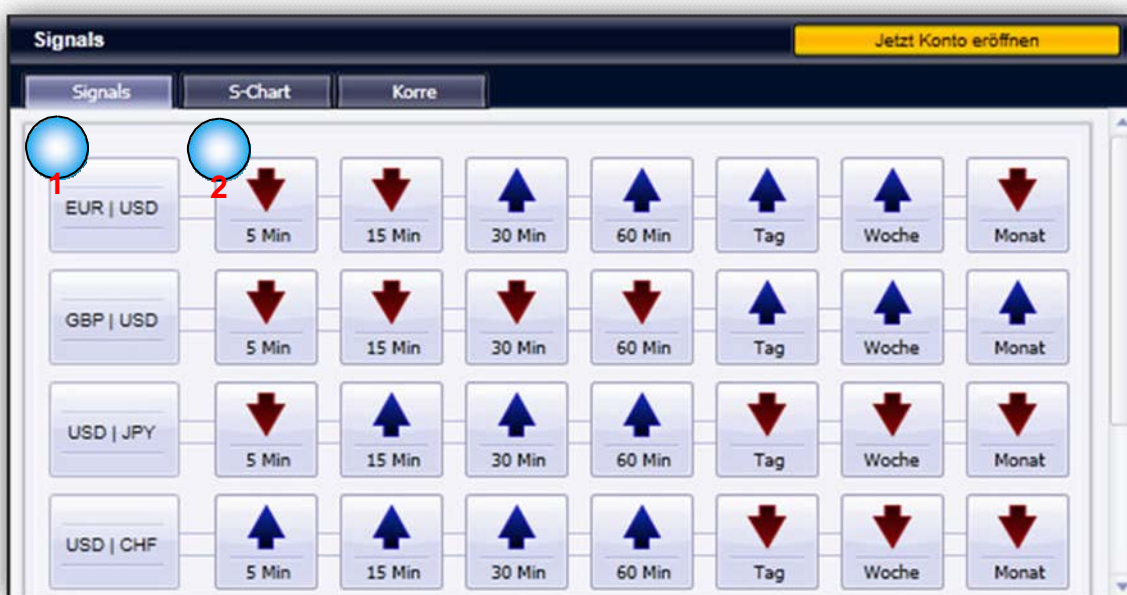 Signals
Jetzt Konto eröffnen
Signals S-Chart Korre
1 2
EUR | USD
5 Min 15 Min 30 Min 60 Min Tag Woche Monat
GBP | USD
5 Min 15 Min 30 Min 60 Min Tag Woche Monat
USD | JPY
5 Min 15 Min 30 Min 60 Min Tag Woche Monat
USD | CHF
5 Min 15 Min 30 Min 60 Min Tag Woche Monat